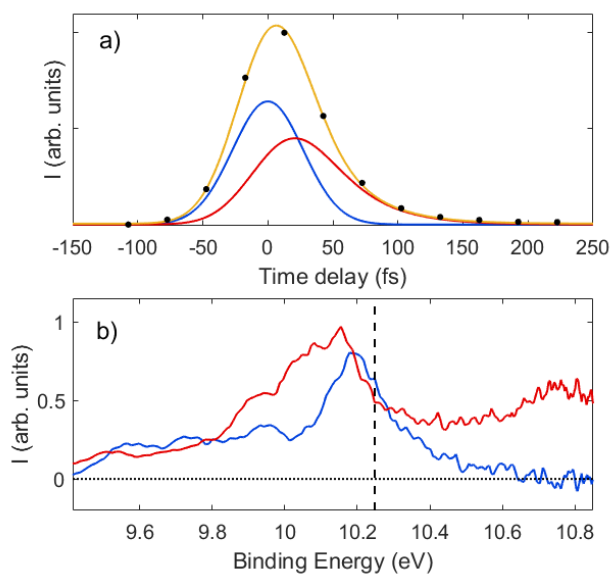 a)
I (arb. units)
-150 -100 -50 0 50 100 150 200 250
Time delay (fs)
b)
I (arb. units)
1
0.5
0
9.6 9.8 10 10.2 10.4 10.6 10.8
Binding Energy (eV)